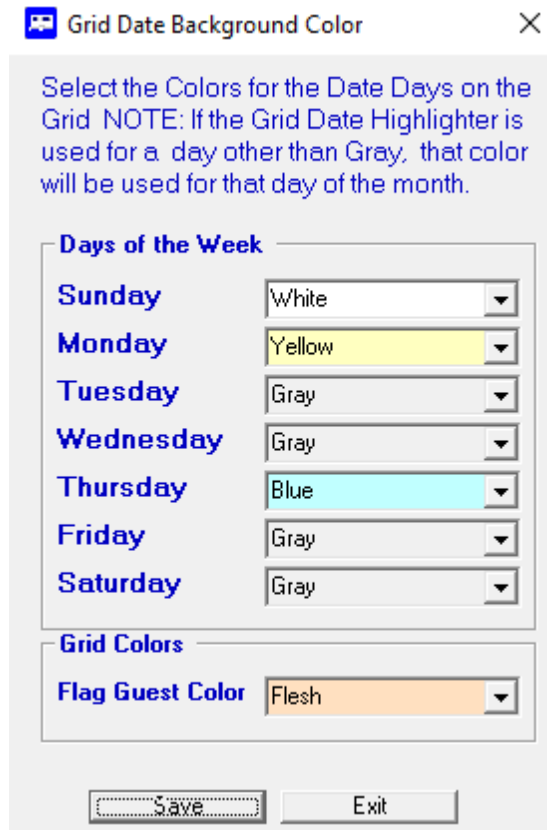 Grid Date Background Color
Select the Colors for the Date Days on the
Grid NOTE: If the Grid Date Highlighter is
used for a day other than Gray, that color
will be used for that day of the month.
Days of the Week
Sunday White
Monday Yellow
Tuesday Gray
Wednesday Gray
Thursday Blue
Friday Gray
Saturday Gray
Grid Colors
Flag Guest Color Flesh
Save Exit